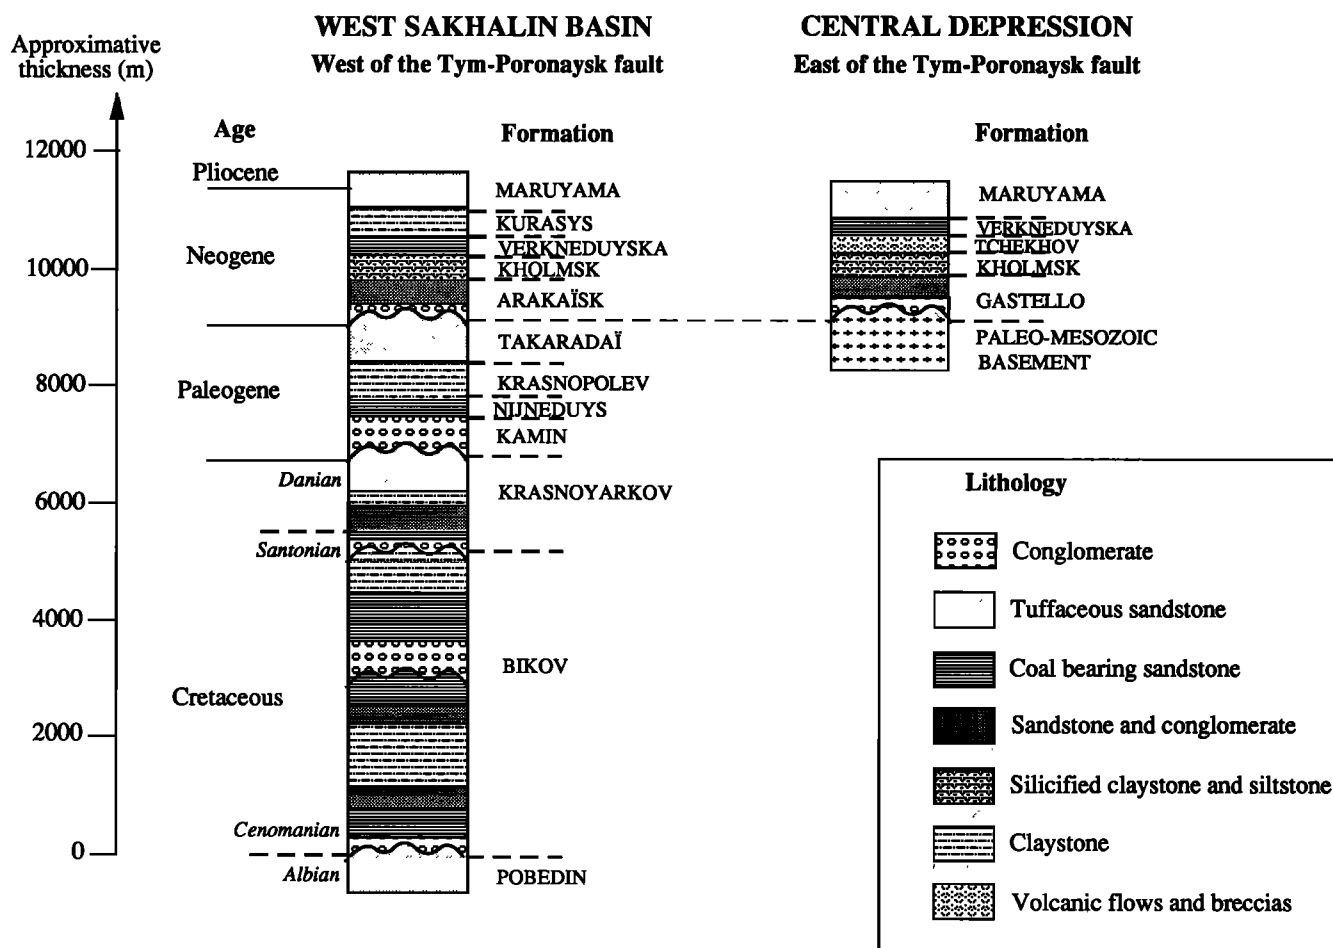 WEST SAKHALIN BASIN
West of the Tym-Poronaysk fault
CENTRAL DEPRESSION
East of the Tym-Poronaysk fault
Approximative
thickness (m)
12000
10000
8000
6000
4000
2000
0
Age
Pliocene
Neogene
Paleogene
Danian
Santonian
Cretaceous
Cenomanian
Albian
Formation
MARUYAMA
KURASYS
VERKNEDUYSKA
KHOLMSK
ARAKAÏSK
TAKARADAÏ
KRASNOPOLEV
NIJNEDUYS
KAMIN
KRASNOYARKOV
BIKOV
POBEDIN
Formation
MARUYAMA
VERKNEDUYSKA
TCHEKHOV
KHOLMSK
GASTELLO
PALEO-MESOZOIC
BASEMENT
Lithology
Conglomerate
Tuffaceous sandstone
Coal bearing sandstone
Sandstone and conglomerate
Silicified claystone and siltstone
Claystone
Volcanic flows and breccias